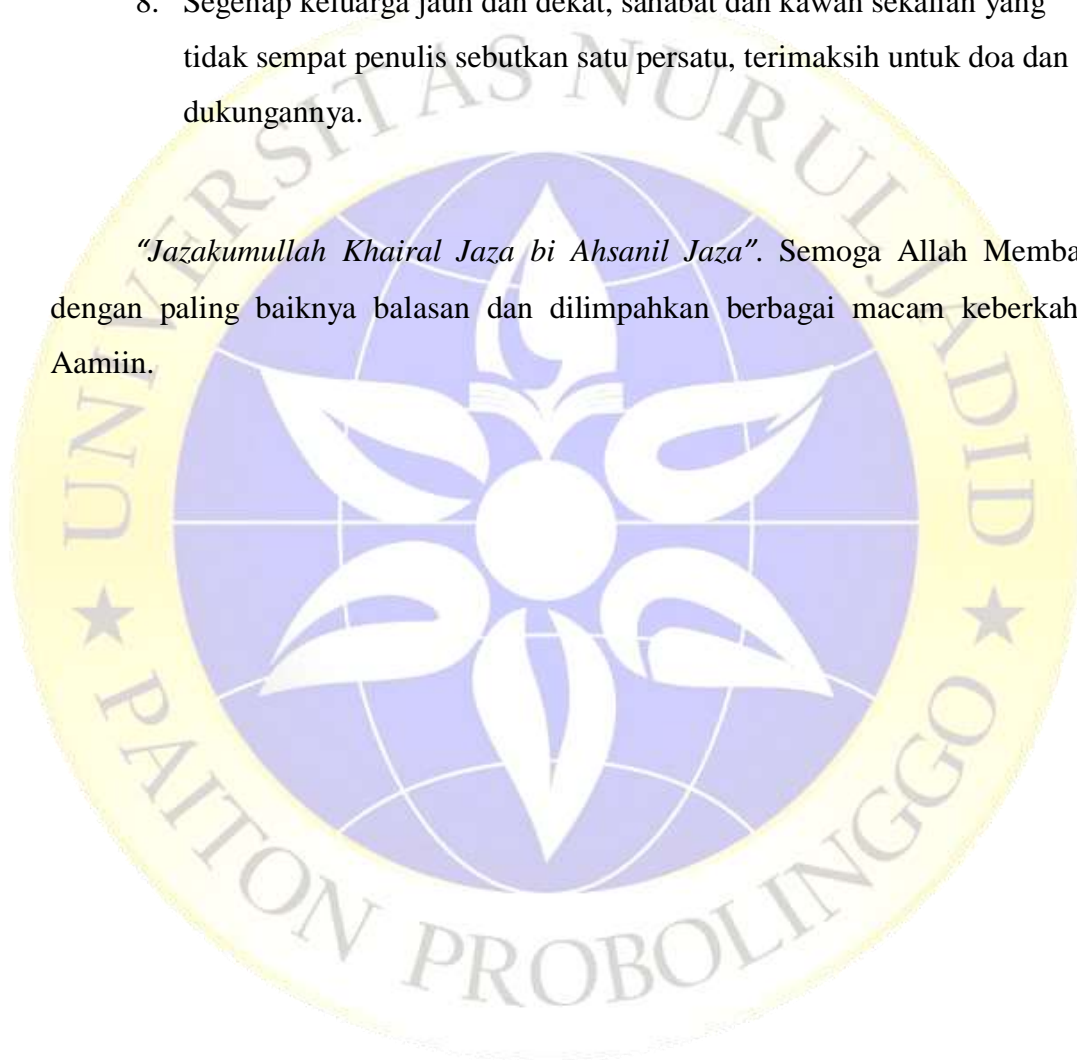 8. Segenap keluarga jauh dan dekat, sahabat dan kawan sekalian yang
tidak sempat penulis sebutkan satu persatu, terimaksih untuk doa dan
dukungannya.
“Jazakumullah Khairal Jaza bi Ahsanil Jaza”. Semoga Allah Memba
dengan paling baiknya balasan dan dilimpahkan berbagai macam keberkah
Aamiin.
UNIVERSITAS NURUL JADID
★ PAITON PROBOLINGGO ★